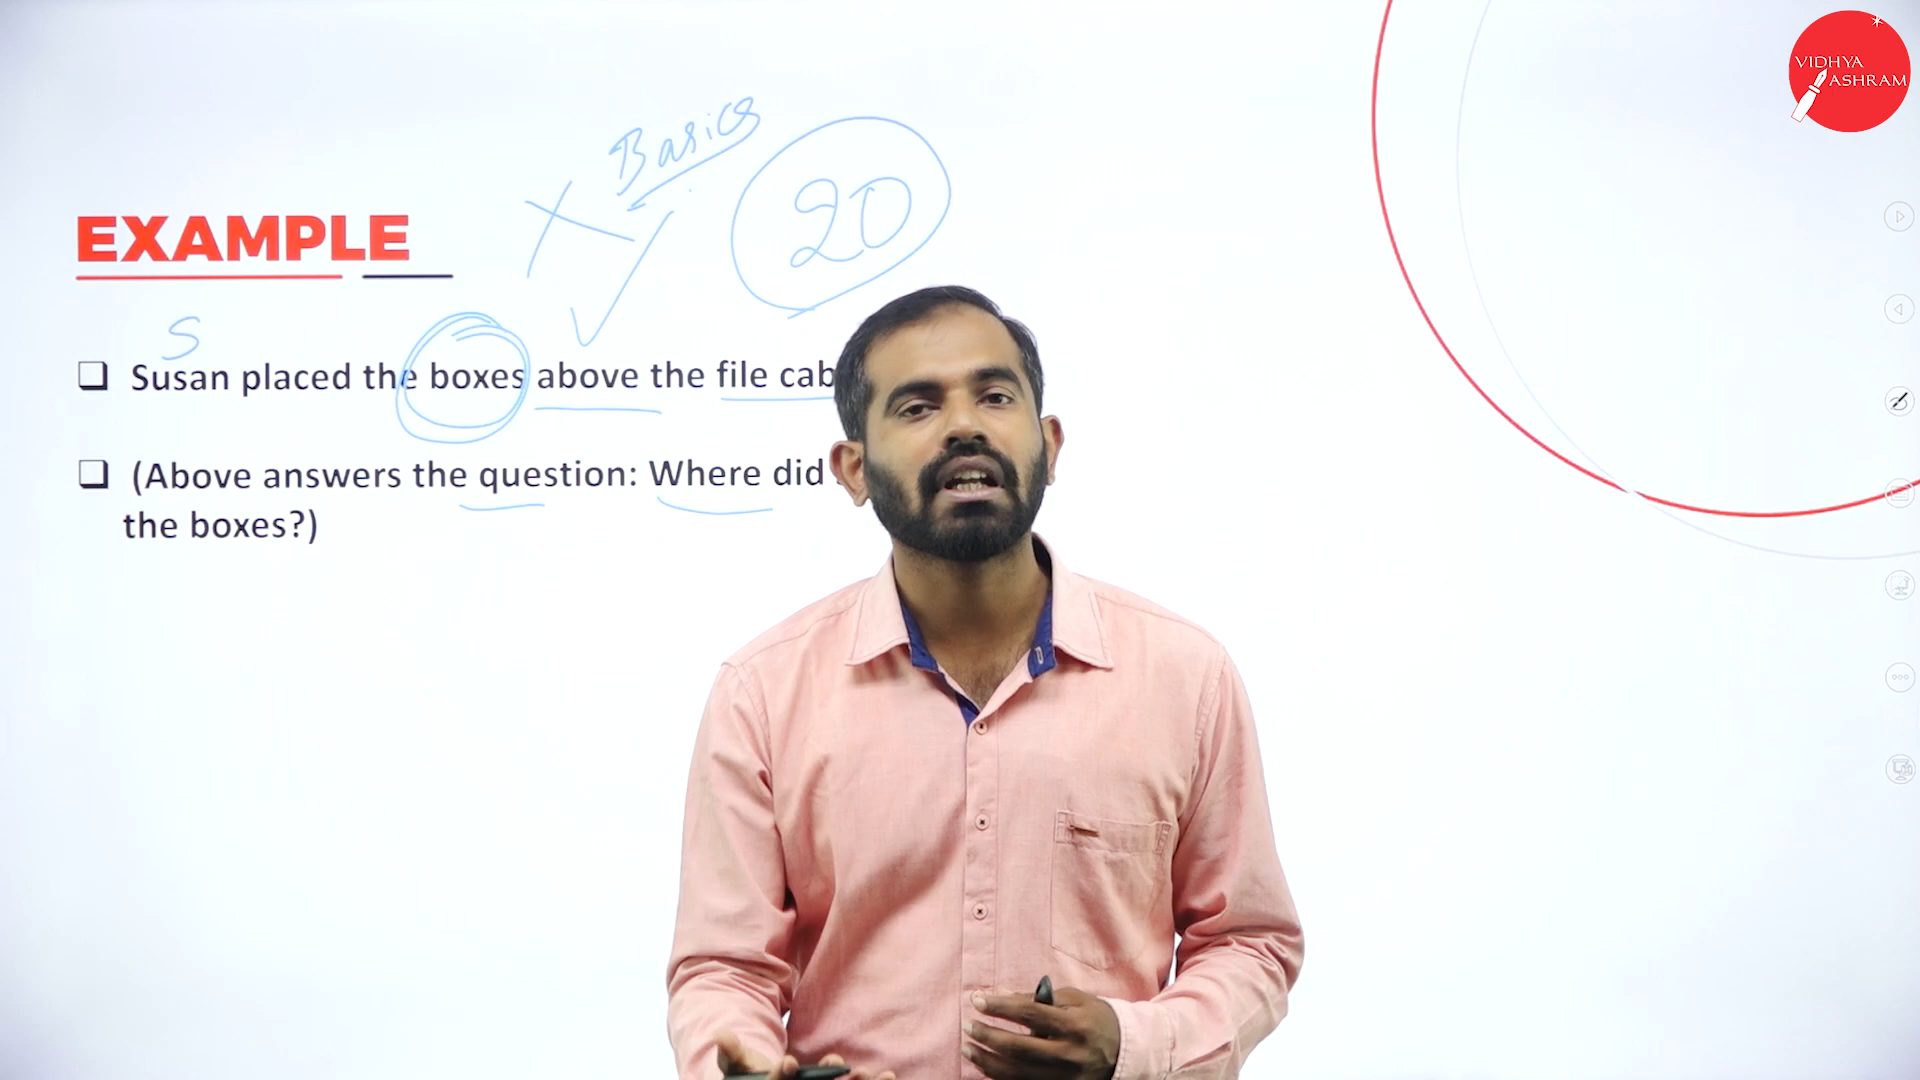 VIDHYA
ASHRAM
Basics
20
EXAMPLE
S
Susan placed the boxes above the file cab
(Above answers the question: Where did
the boxes?)